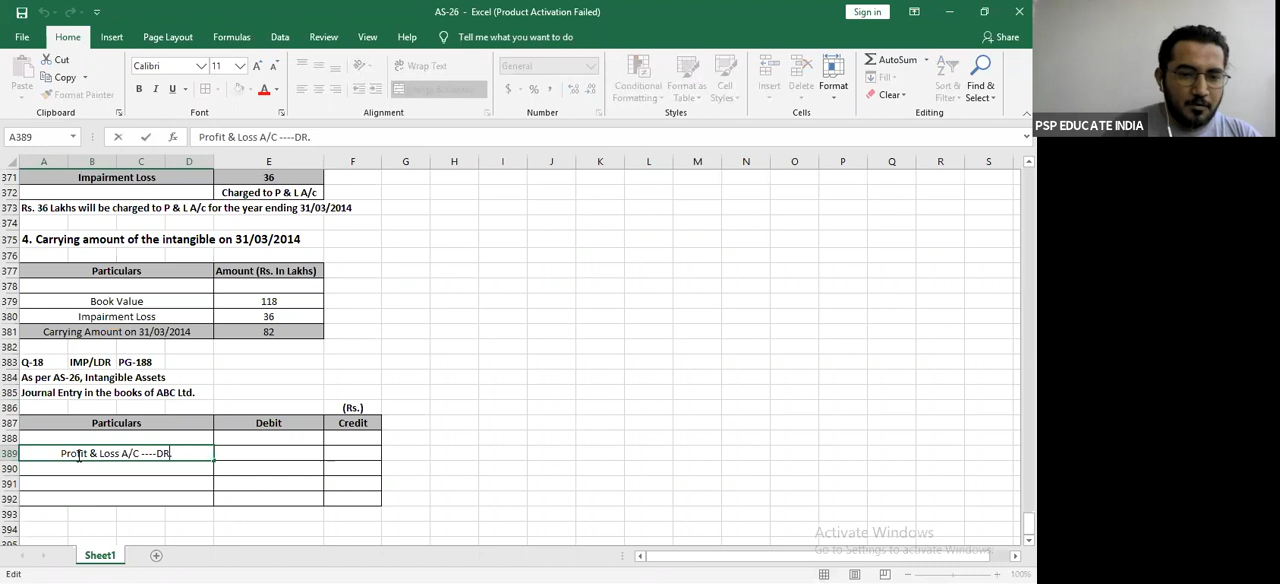 AS-26 - Excel (Product Activation Failed)
Sign in
File Home Insert Page Layout Formulas Data Review View Help Tell me what you want to do Share
Cut
Copy
Format Painter
Paste
Clipboard
Calibri 11
B I U
Font
Wrap Text
Merge & Center
Alignment
General
$ % ,
Number
Conditional Formatting
Format as Table
Cell Styles
Styles
Insert Delete Format
Cells
AutoSum
Fill
Clear
Sort & Filter
Find & Select
Editing
PSP EDUCATE INDIA
A389 fx Profit & Loss A/C ----DR.
A B C D E F G H I J K L M N O P Q R S
371 Impairment Loss 36
372 Charged to P & L A/c
373 Rs. 36 Lakhs will be charged to P & L A/c for the year ending 31/03/2014
374
375 4. Carrying amount of the intangible on 31/03/2014
376
377 Particulars Amount (Rs. In Lakhs)
378
379 Book Value 118
380 Impairment Loss 36
381 Carrying Amount on 31/03/2014 82
382
383 Q-18 IMP/LDR PG-188
384 As per AS-26, Intangible Assets
385 Journal Entry in the books of ABC Ltd.
386 (Rs.)
387 Particulars Debit Credit
388
389 Profit & Loss A/C ----DR.
390
391
392
393
394
395
Activate Windows
Go to Settings to activate Windows.
Sheet1
Edit
100%